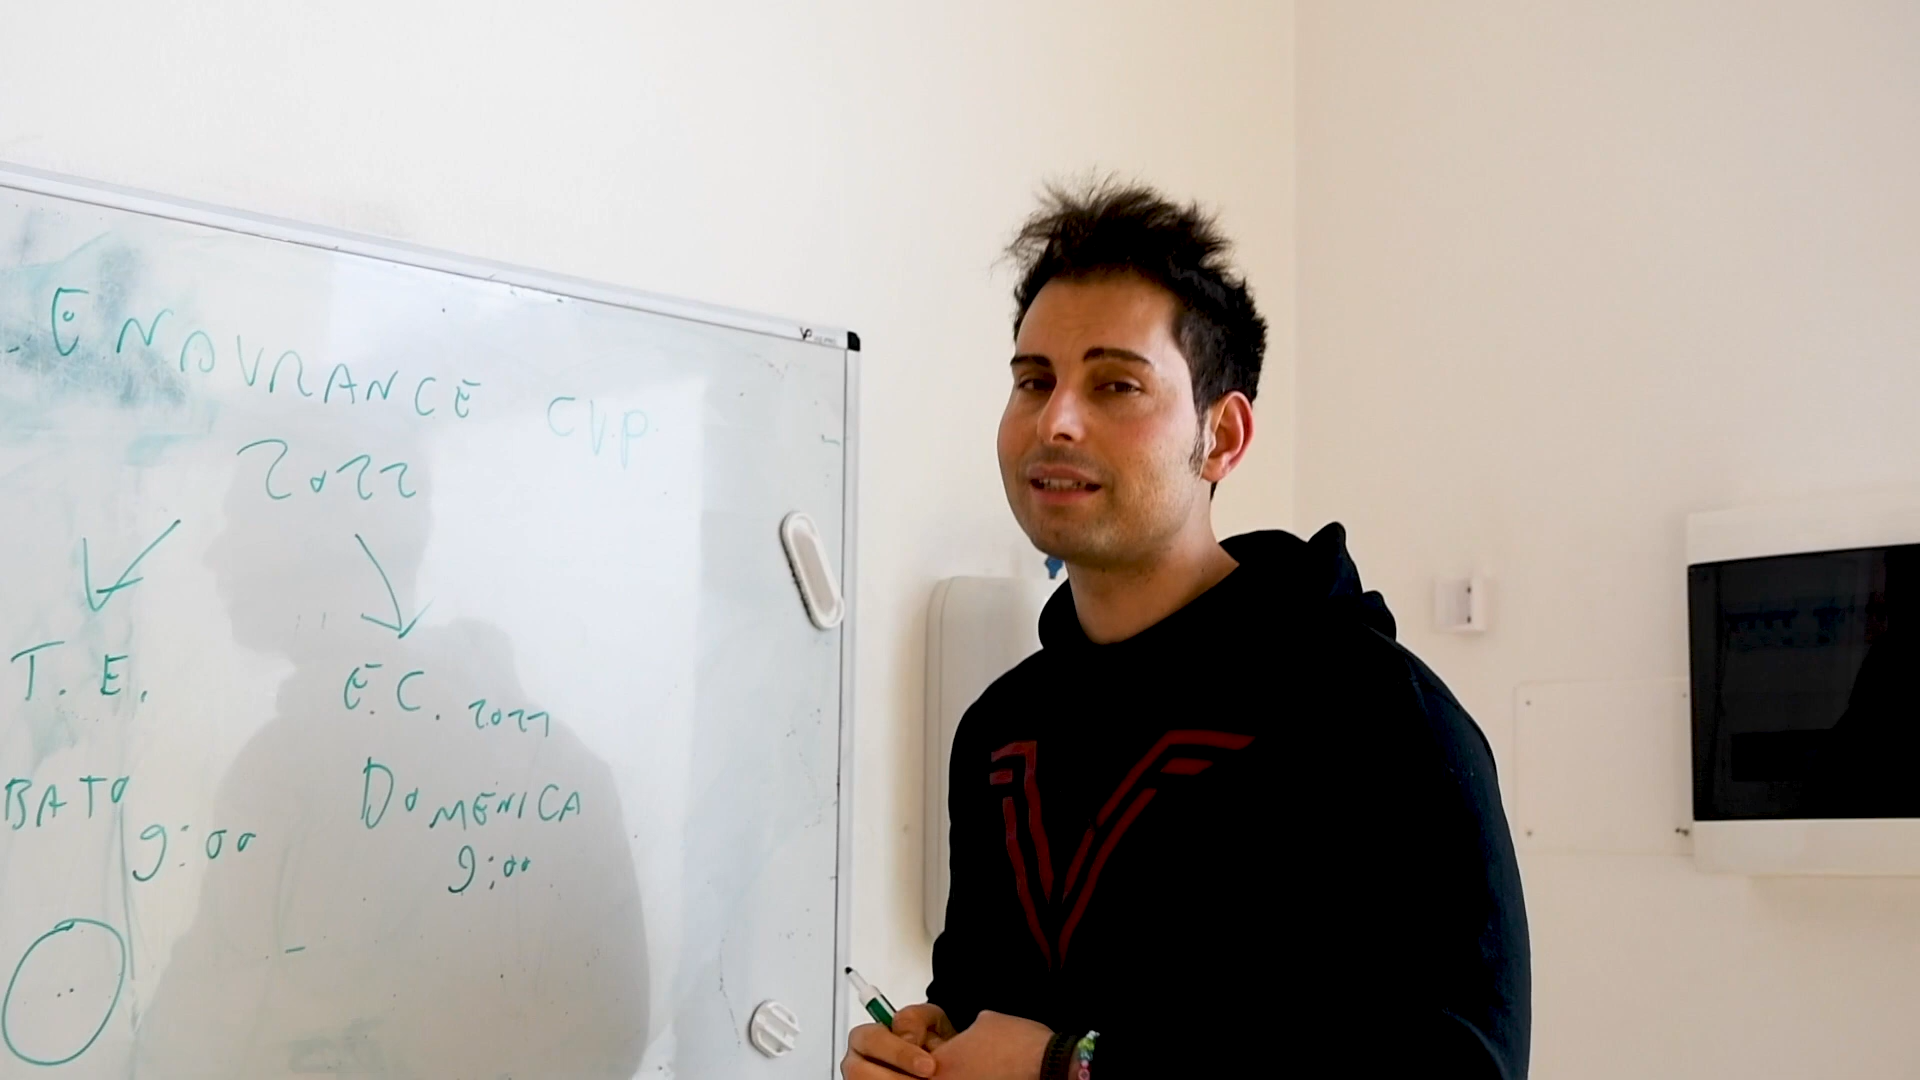 ENDURANCE CUP
2022
T. E. E.C. 2022
BATO DOMENICA
9:00 9:00